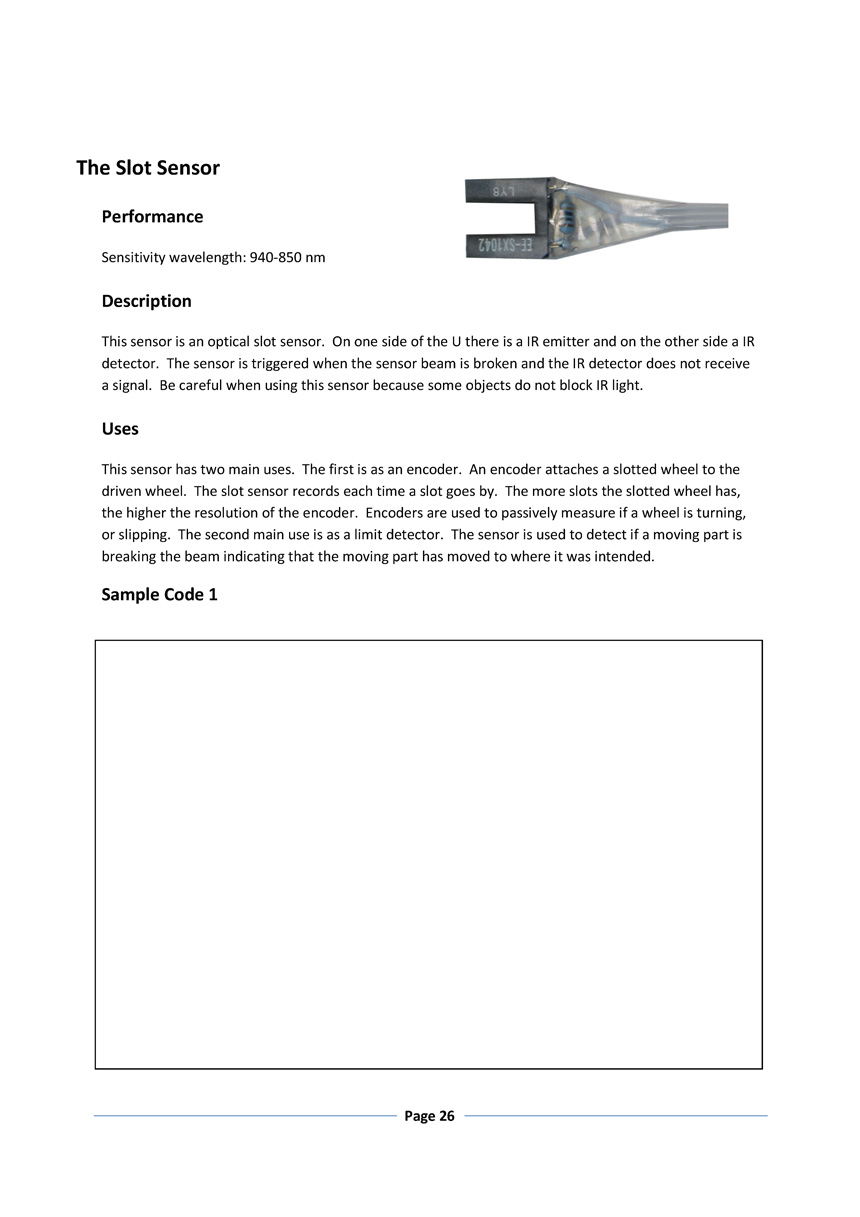 The Slot Sensor
LY8
EE-SX1042
Performance
Sensitivity wavelength: 940-850 nm
Description
This sensor is an optical slot sensor.  On one side of the U there is a IR emitter and on the other side a IR
detector.  The sensor is triggered when the sensor beam is broken and the IR detector does not receive
a signal.  Be careful when using this sensor because some objects do not block IR light.
Uses
This sensor has two main uses.  The first is as an encoder.  An encoder attaches a slotted wheel to the
driven wheel.  The slot sensor records each time a slot goes by.  The more slots the slotted wheel has,
the higher the resolution of the encoder.  Encoders are used to passively measure if a wheel is turning,
or slipping.  The second main use is as a limit detector.  The sensor is used to detect if a moving part is
breaking the beam indicating that the moving part has moved to where it was intended.
Sample Code 1
Page 26